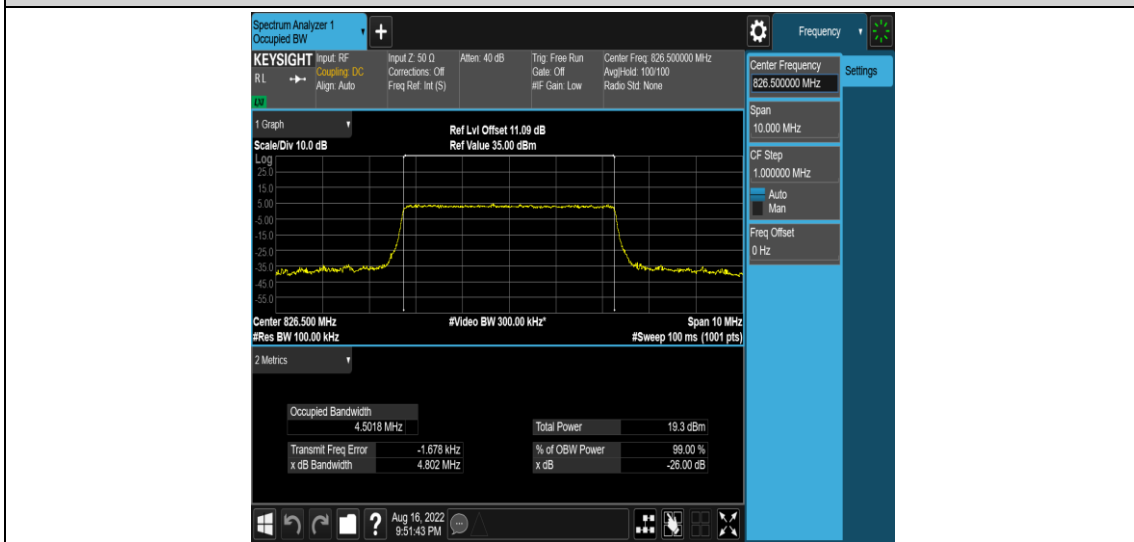 Spectrum Analyzer 1
Occupied BW
+
Frequency
KEYSIGHT
RL
Input: RF
Coupling: DC
Align: Auto
Input Z: 50 Ω
Corrections: Off
Freq Ref: Int (S)
Atten: 40 dB
Trig: Free Run
Gate: Off
#IF Gain: Low
Center Freq: 826.500000 MHz
Avg|Hold: 100/100
Radio Std: None
Center Frequency
826.500000 MHz
Settings
Span
10.000 MHz
CF Step
1.000000 MHz
Auto
Man
Freq Offset
0 Hz
1 Graph
Ref Lvl Offset 11.09 dB
Scale/Div 10.0 dB
Ref Value 35.00 dBm
Log
25.0
15.0
5.00
-5.00
-15.0
-25.0
-35.0
-45.0
-55.0
Center 826.500 MHz
#Video BW 300.00 kHz*
Span 10 MHz
#Res BW 100.00 kHz
#Sweep 100 ms (1001 pts)
2 Metrics
Occupied Bandwidth
4.5018 MHz
Total Power 19.3 dBm
Transmit Freq Error -1.678 kHz
% of OBW Power 99.00 %
x dB Bandwidth 4.802 MHz
x dB -26.00 dB
?
Aug 16, 2022
9:51:43 PM